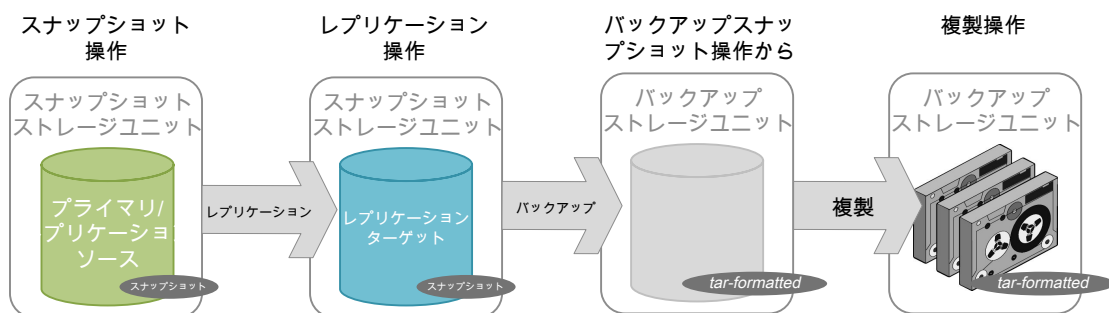 スナップショット
操作
レプリケーション
操作
バックアップスナッ
プショット操作から
複製操作
スナップショット
ストレージユニット
スナップショット
ストレージユニット
バックアップ
ストレージユニット
バックアップ
ストレージユニット
プライマリ/
プリケーショ
ソース
スナップショット
レプリケーション
レプリケーション
ターゲット
スナップショット
バックアップ
tar-formatted
複製
tar-formatted